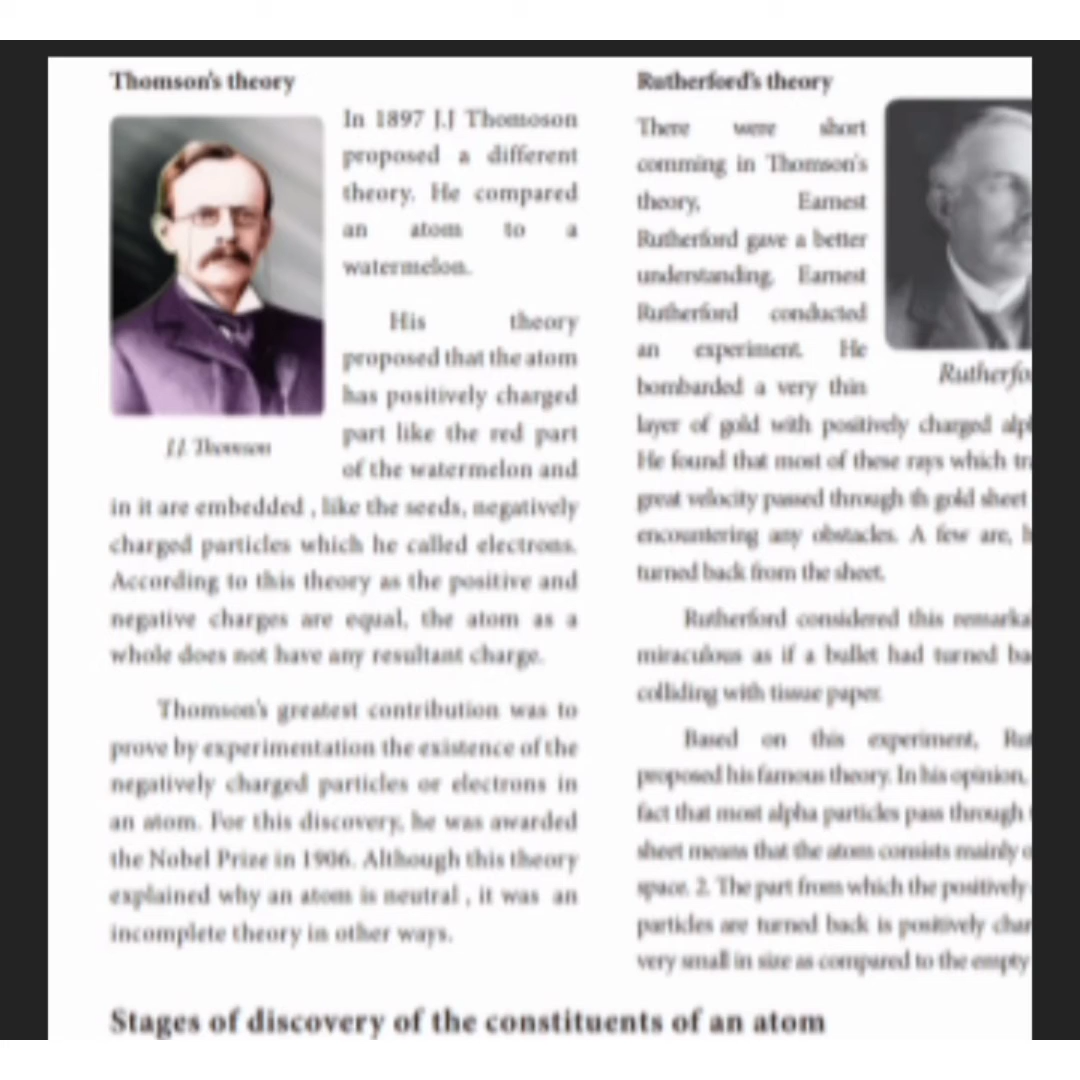 Thomson's theory
In 1897 J.J Thomoson
proposed a different
theory. He compared
an atom to a
watermelon.
His theory
proposed that the atom
has positively charged
part like the red part
of the watermelon and
J.J. Thomson
in it are embedded , like the seeds, negatively
charged particles which he called electrons.
According to this theory as the positive and
negative charges are equal, the atom as a
whole does not have any resultant charge.
Thomson's greatest contribution was to
prove by experimentation the existence of the
negatively charged particles or electrons in
an atom. For this discovery, he was awarded
the Nobel Prize in 1906. Although this theory
explained why an atom is neutral , it was an
incomplete theory in other ways.
Rutherford's theory
There were short
comming in Thomson's
theory, Earnest
Rutherford gave a better
understanding. Earnest
Rutherford conducted
an experiment. He
bombarded a very thin
Rutherfo
layer of gold with positively charged alp
He found that most of these rays which tr
great velocity passed through th gold sheet
encountering any obstacles. A few are, h
turned back from the sheet.
Rutherford considered this remarka
miraculous as if a bullet had turned ba
colliding with tissue paper.
Based on this experiment, Rut
proposed his famous theory. In his opinion,
fact that most alpha particles pass through
sheet means that the atom consists mainly o
space. 2. The part from which the positively
particles are turned back is positively char
very small in size as compared to the empty
Stages of discovery of the constituents of an atom